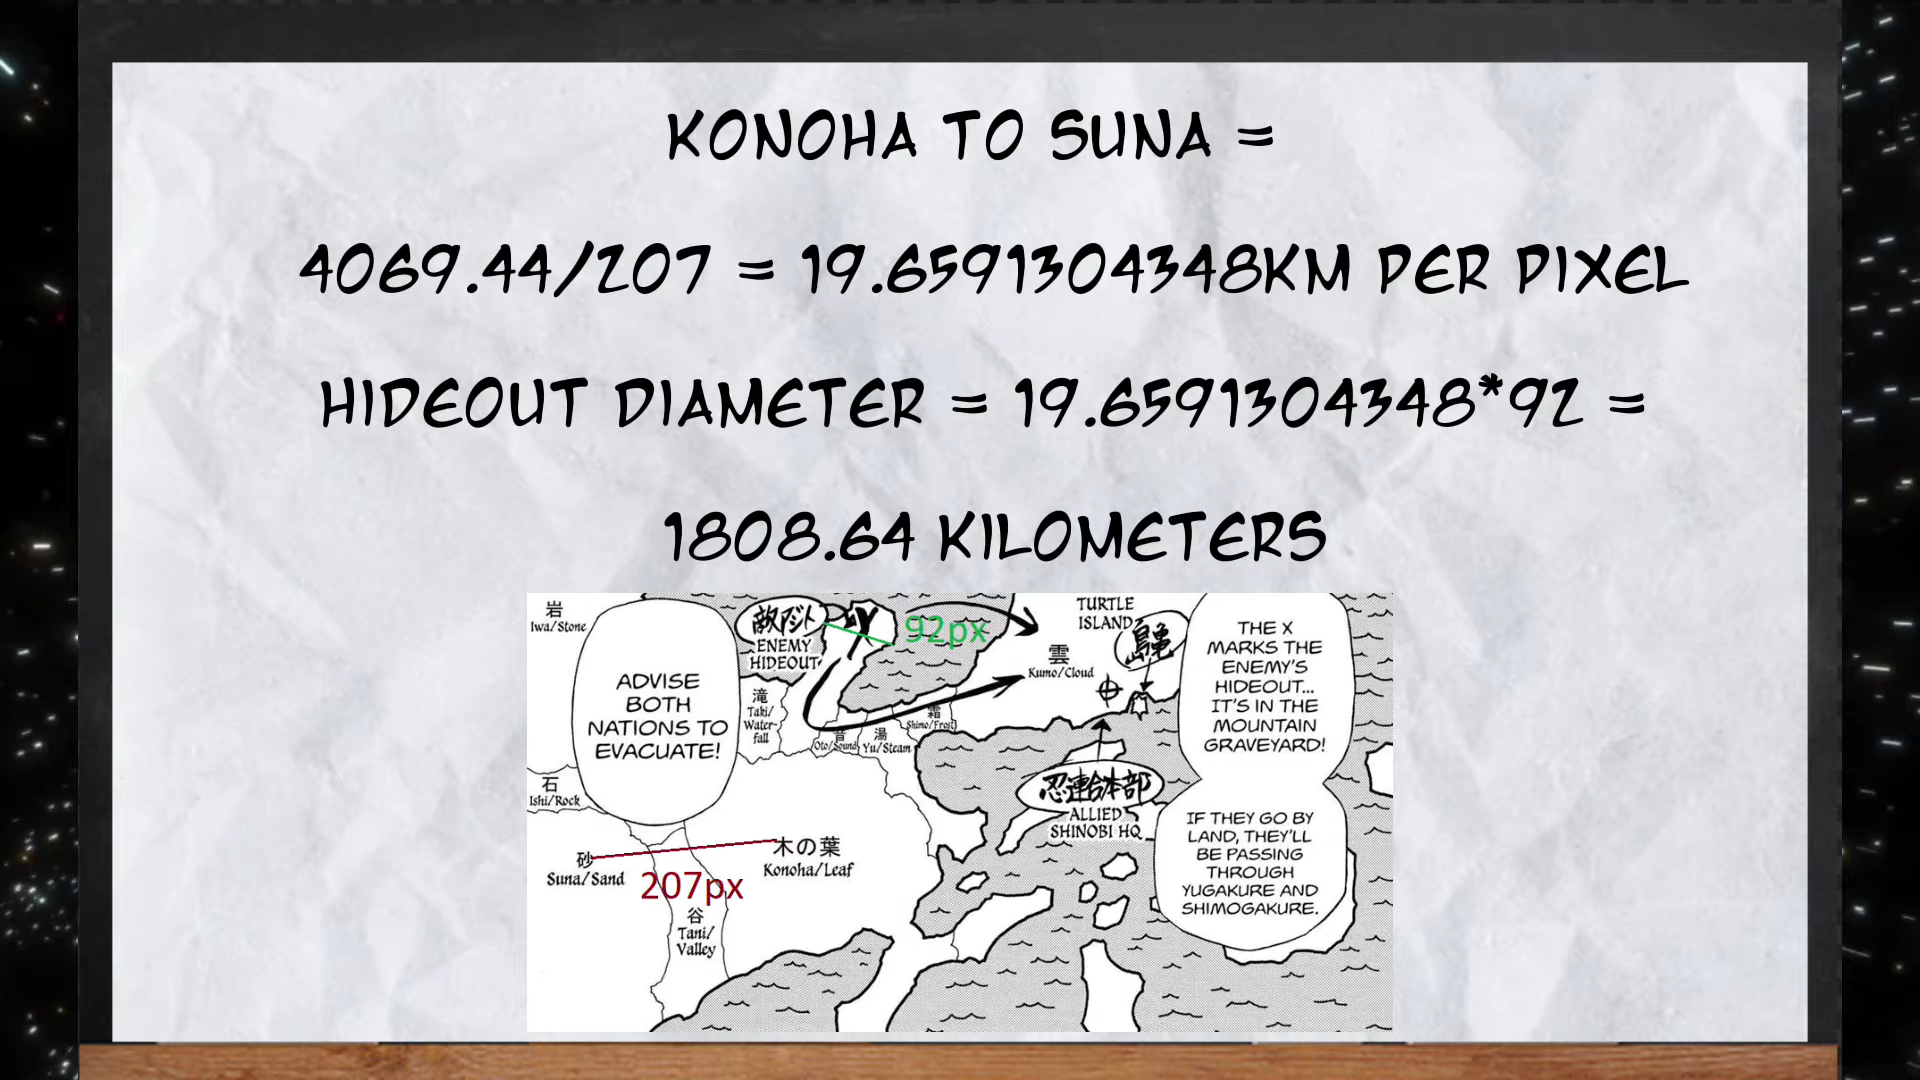 KONOHA TO SUNA =
4069.44/207 = 19.6591304348KM PER PIXEL
HIDEOUT DIAMETER = 19.6591304348*92 =
1808.64 KILOMETERS
岩
Iwa/Stone
ADVISE
BOTH
NATIONS TO
EVACUATE!
敵アジト
ENEMY
HIDEOUT
92px
TURTLE
ISLAND
島亀
雲
Kumo/Cloud
THE X
MARKS THE
ENEMY'S
HIDEOUT...
IT'S IN THE
MOUNTAIN
GRAVEYARD!
滝
Taki/
Water-
fall
音
Oto/Sound
湯
Yu/Steam
霜
Shimo/Frost
石
Ishi/Rock
忍連合本部
ALLIED
SHINOBI HQ
IF THEY GO BY
LAND, THEY'LL
BE PASSING
THROUGH
YUGAKURE AND
SHIMOGAKURE.
砂
Suna/Sand
207px
木の葉
Konoha/Leaf
谷
Tani/
Valley